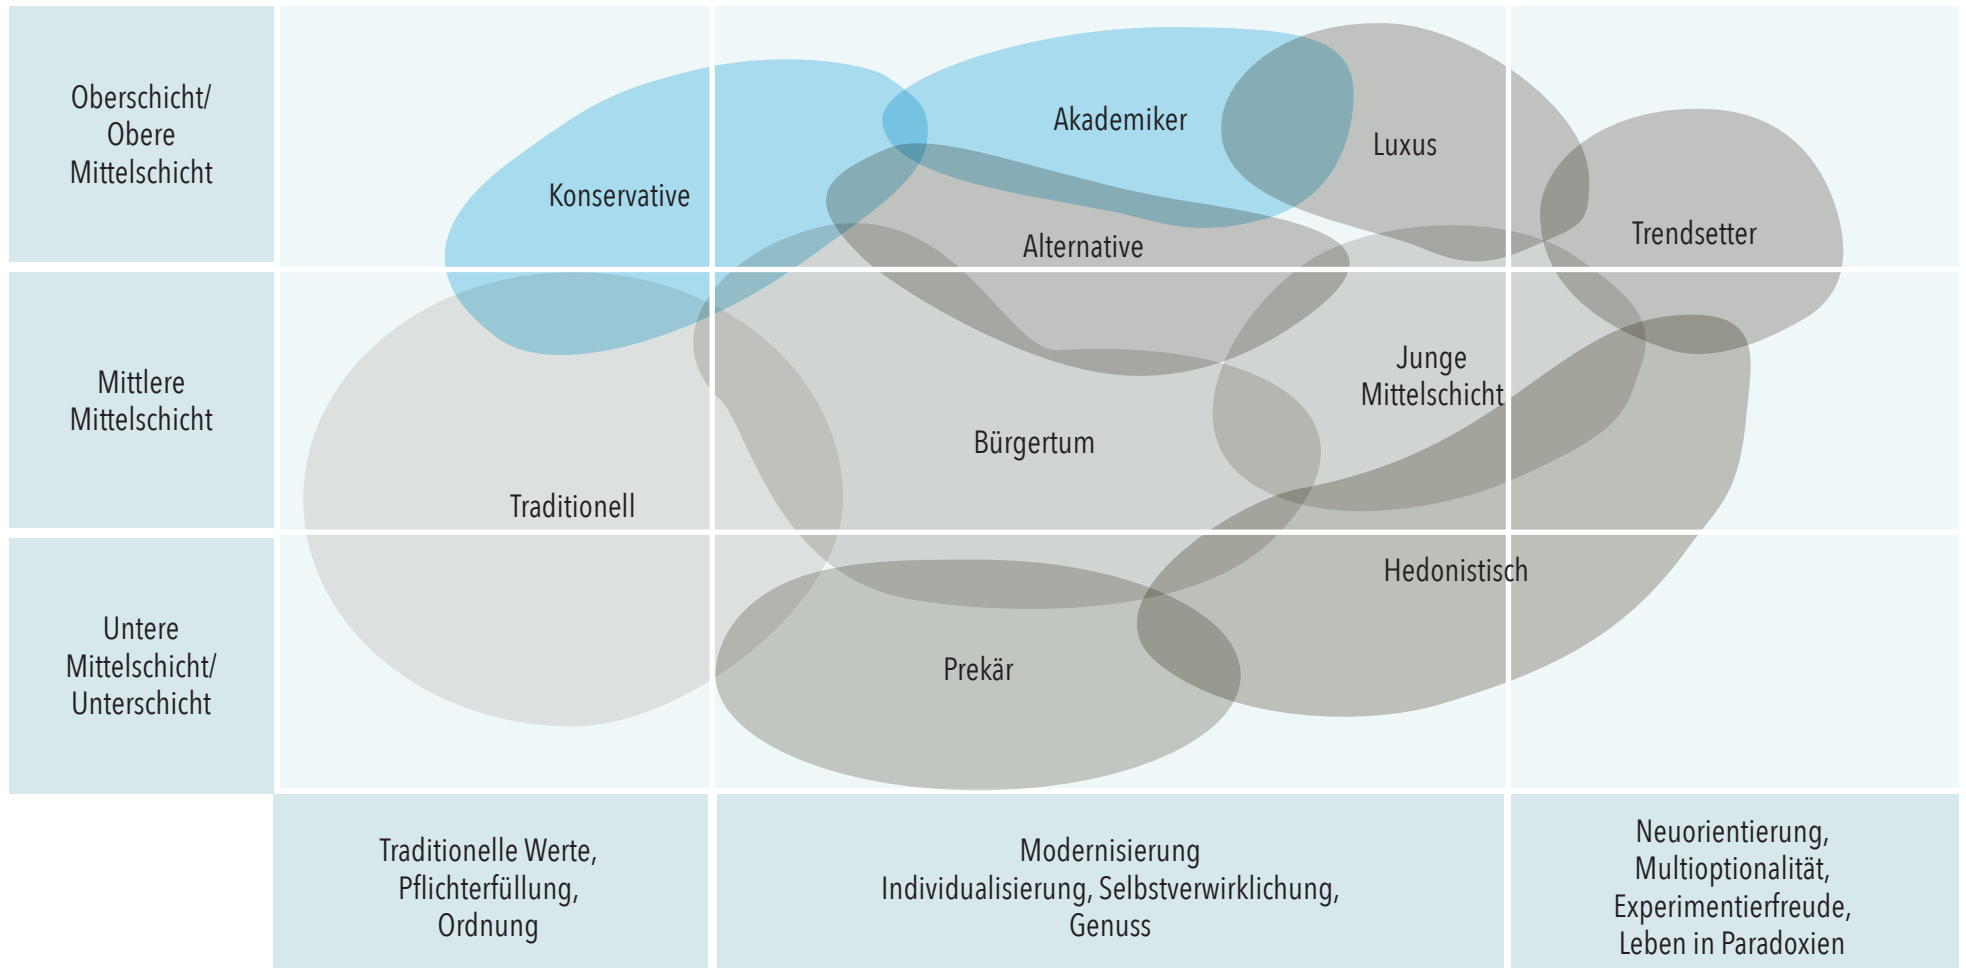 Oberschicht/
Obere
Mittelschicht
Konservative
Akademiker
Luxus
Trendsetter
Alternative
Mittlere
Mittelschicht
Junge
Mittelschicht
Bürgertum
Traditionell
Untere
Mittelschicht/
Unterschicht
Hedonistisch
Prekär
Traditionelle Werte,
Pflichterfüllung,
Ordnung
Modernisierung
Individualisierung, Selbstverwirklichung,
Genuss
Neuorientierung,
Multioptionalität,
Experimentierfreude,
Leben in Paradoxien